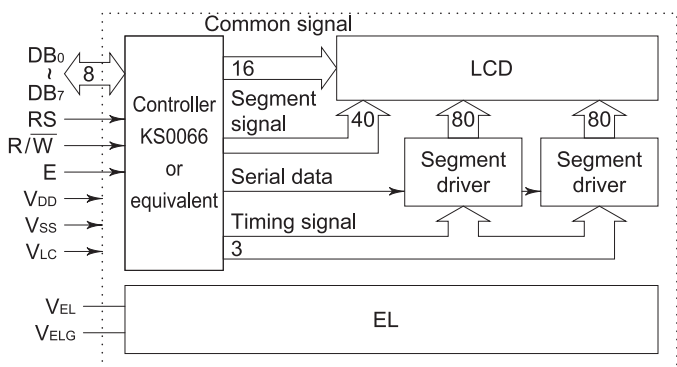 Common signal
DB0
~
DB7
8
16
LCD
Controller
KS0066
or
equivalent
Segment
signal
40
80
80
RS
R/W̅
E
Segment
driver
Segment
driver
Serial data
VDD
VSS
VLC
Timing signal
3
VEL
VELG
EL